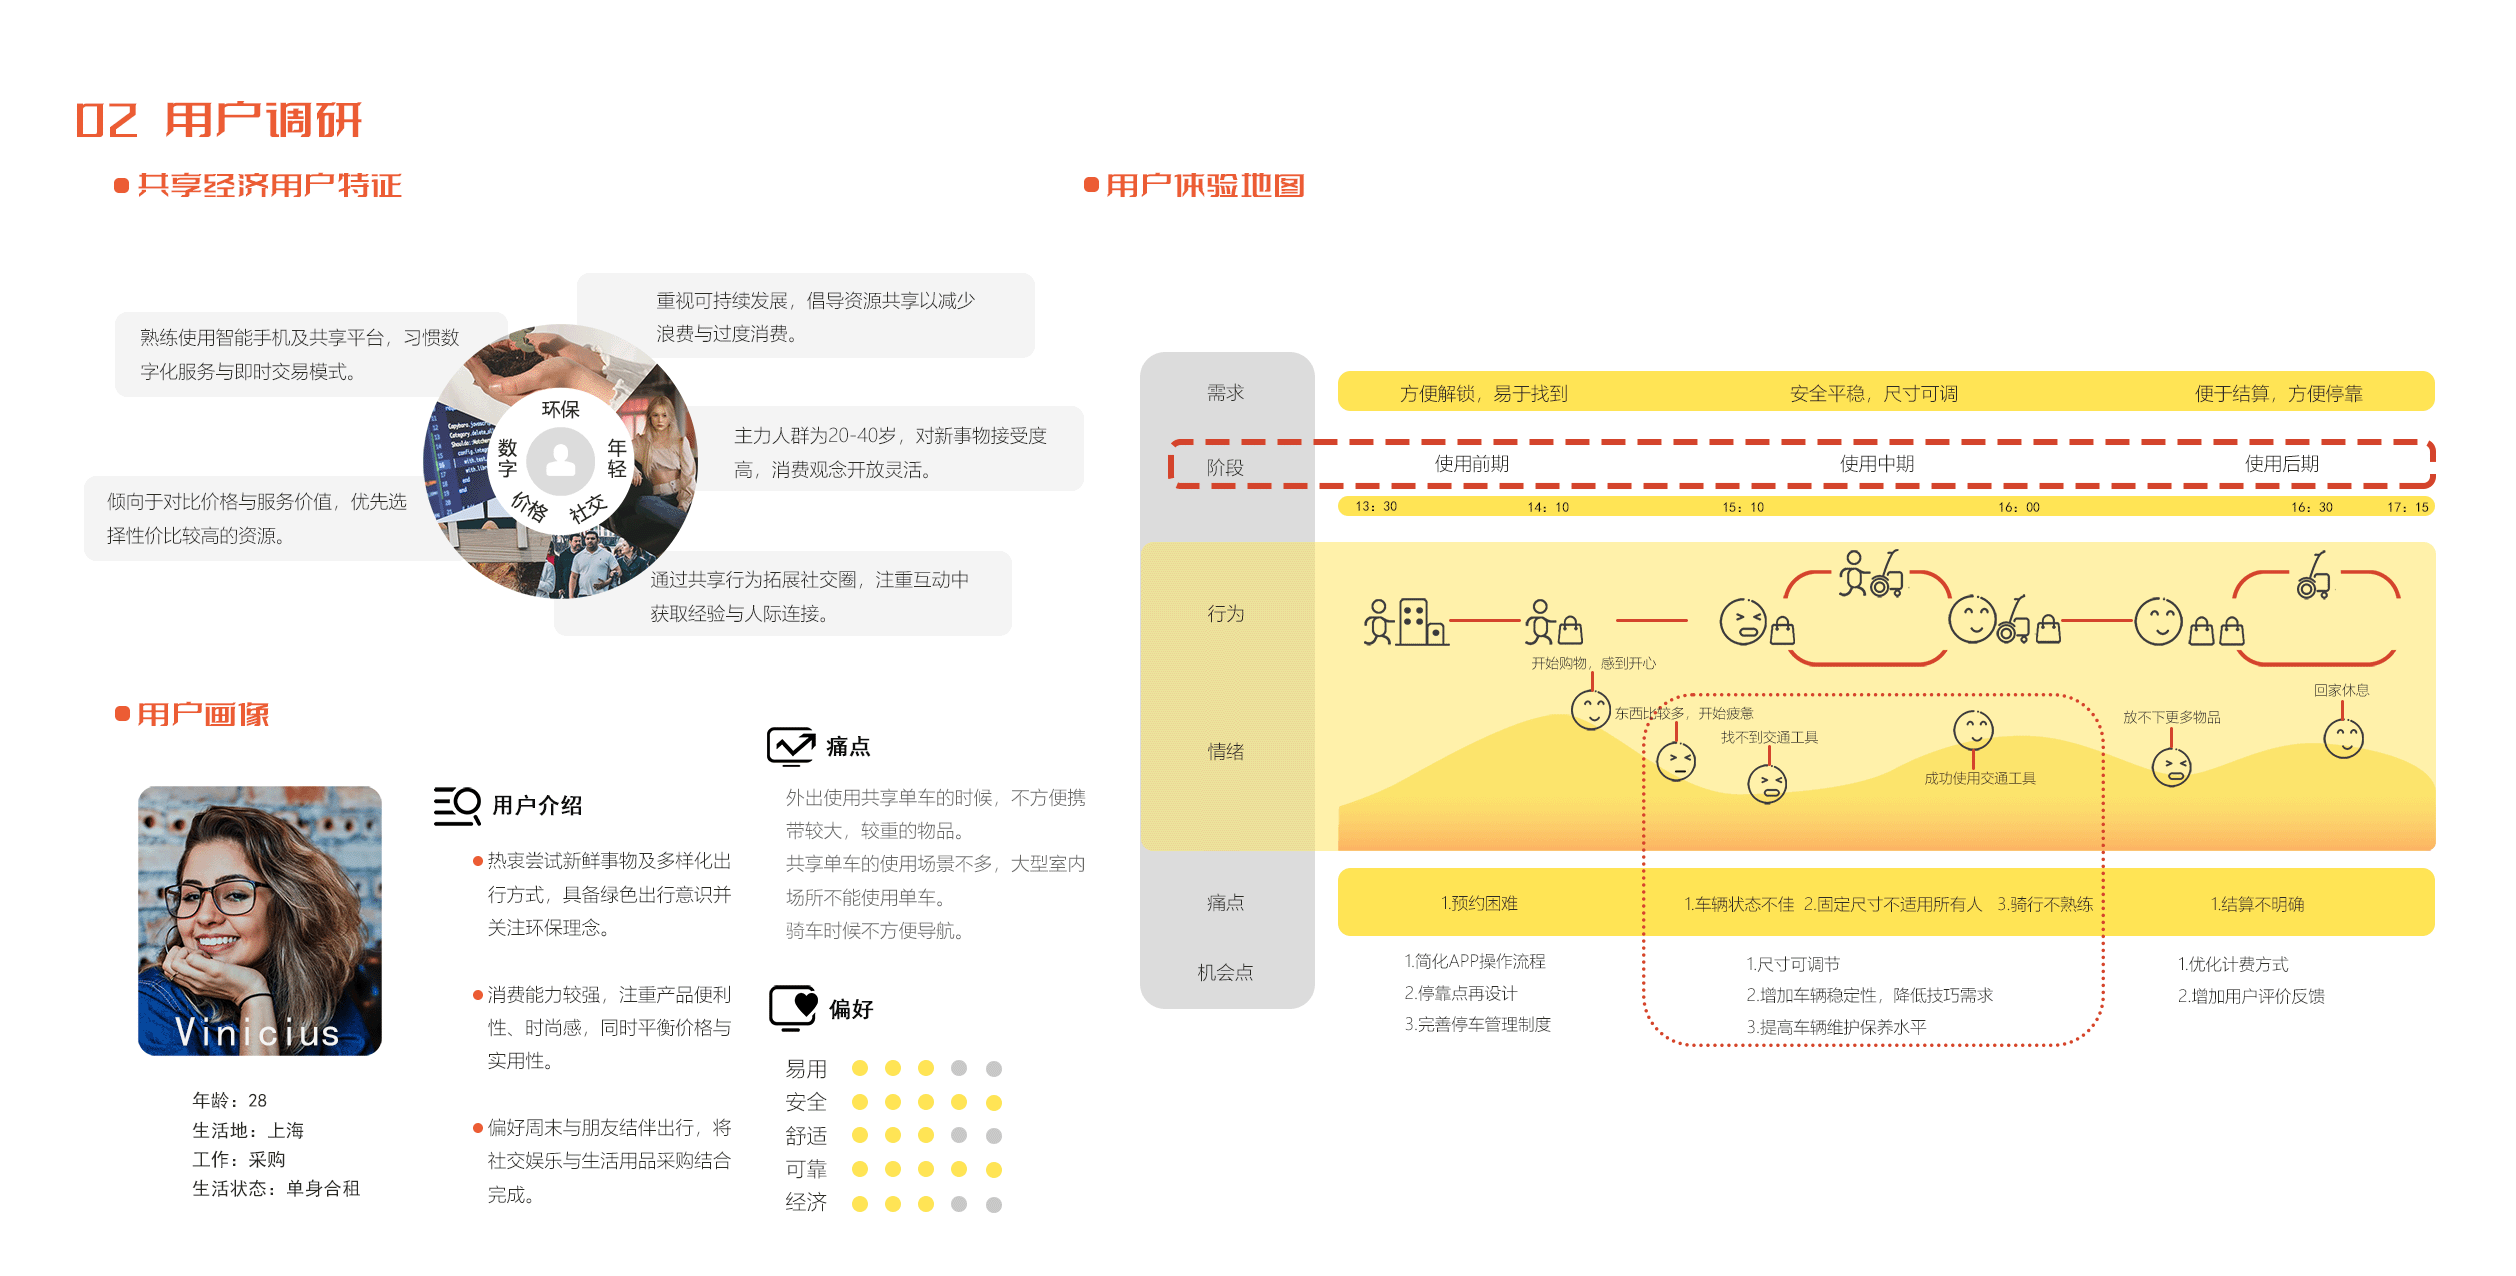 02 用户调研
共享经济用户特征
重视可持续发展，倡导资源共享以减少
浪费与过度消费。
熟练使用智能手机及共享平台，习惯数
字化服务与即时交易模式。
主力人群为20-40岁，对新事物接受度
高，消费观念开放灵活。
倾向于对比价格与服务价值，优先选
择性价比较高的资源。
通过共享行为拓展社交圈，注重互动中
获取经验与人际连接。
环保
数字
年轻
价格
社交
用户画像
Vinicius
年龄：28
生活地：上海
工作：采购
生活状态：单身合租
用户介绍
热衷尝试新鲜事物及多样化出
行方式，具备绿色出行意识并
关注环保理念。
消费能力较强，注重产品便利
性、时尚感，同时平衡价格与
实用性。
偏好周末与朋友结伴出行，将
社交娱乐与生活用品采购结合
完成。
痛点
外出使用共享单车的时候，不方便携
带较大，较重的物品。
共享单车的使用场景不多，大型室内
场所不能使用单车。
骑车时候不方便导航。
偏好
易用
安全
舒适
可靠
经济
用户体验地图
需求
方便解锁，易于找到
安全平稳，尺寸可调
便于结算，方便停靠
阶段
使用前期
使用中期
使用后期
13：30
14：10
15：10
16：00
16：30
17：15
行为
情绪
开始购物，感到开心
东西比较多，开始疲惫
找不到交通工具
成功使用交通工具
放不下更多物品
回家休息
痛点
1.预约困难
1.车辆状态不佳 2.固定尺寸不适用所有人 3.骑行不熟练
1.结算不明确
机会点
1.简化APP操作流程
2.停靠点再设计
3.完善停车管理制度
1.尺寸可调节
2.增加车辆稳定性，降低技巧需求
3.提高车辆维护保养水平
1.优化计费方式
2.增加用户评价反馈